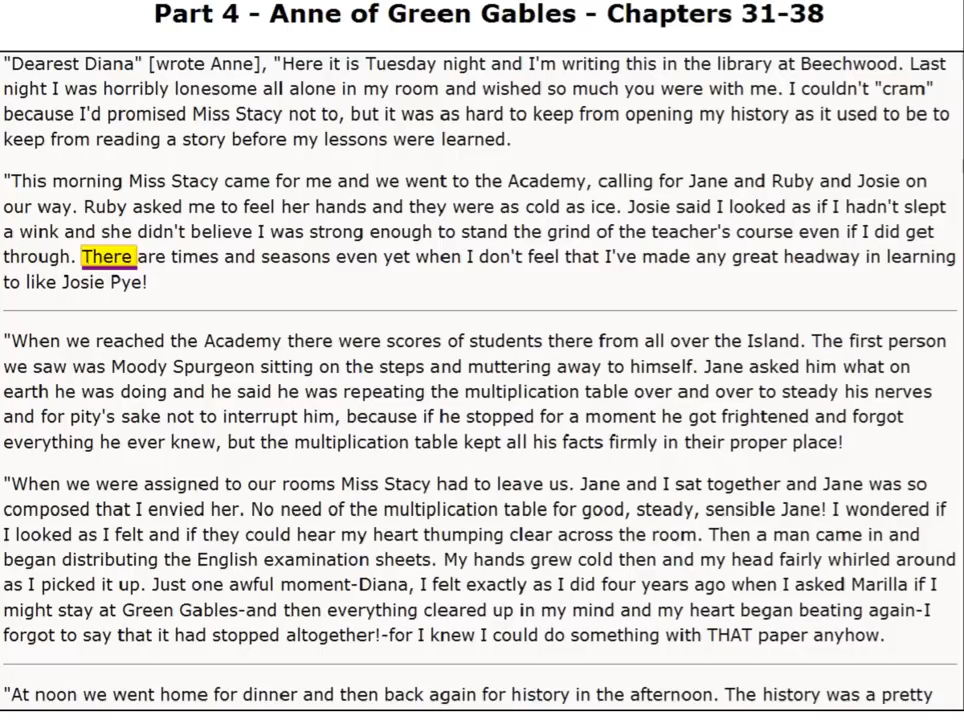 Part 4 - Anne of Green Gables - Chapters 31-38
"Dearest Diana" [wrote Anne], "Here it is Tuesday night and I'm writing this in the library at Beechwood. Last
night I was horribly lonesome all alone in my room and wished so much you were with me. I couldn't "cram"
because I'd promised Miss Stacy not to, but it was as hard to keep from opening my history as it used to be to
keep from reading a story before my lessons were learned.
"This morning Miss Stacy came for me and we went to the Academy, calling for Jane and Ruby and Josie on
our way. Ruby asked me to feel her hands and they were as cold as ice. Josie said I looked as if I hadn't slept
a wink and she didn't believe I was strong enough to stand the grind of the teacher's course even if I did get
through. There are times and seasons even yet when I don't feel that I've made any great headway in learning
to like Josie Pye!
"When we reached the Academy there were scores of students there from all over the Island. The first person
we saw was Moody Spurgeon sitting on the steps and muttering away to himself. Jane asked him what on
earth he was doing and he said he was repeating the multiplication table over and over to steady his nerves
and for pity's sake not to interrupt him, because if he stopped for a moment he got frightened and forgot
everything he ever knew, but the multiplication table kept all his facts firmly in their proper place!
"When we were assigned to our rooms Miss Stacy had to leave us. Jane and I sat together and Jane was so
composed that I envied her. No need of the multiplication table for good, steady, sensible Jane! I wondered if
I looked as I felt and if they could hear my heart thumping clear across the room. Then a man came in and
began distributing the English examination sheets. My hands grew cold then and my head fairly whirled around
as I picked it up. Just one awful moment-Diana, I felt exactly as I did four years ago when I asked Marilla if I
might stay at Green Gables-and then everything cleared up in my mind and my heart began beating again-I
forgot to say that it had stopped altogether!-for I knew I could do something with THAT paper anyhow.
"At noon we went home for dinner and then back again for history in the afternoon. The history was a pretty